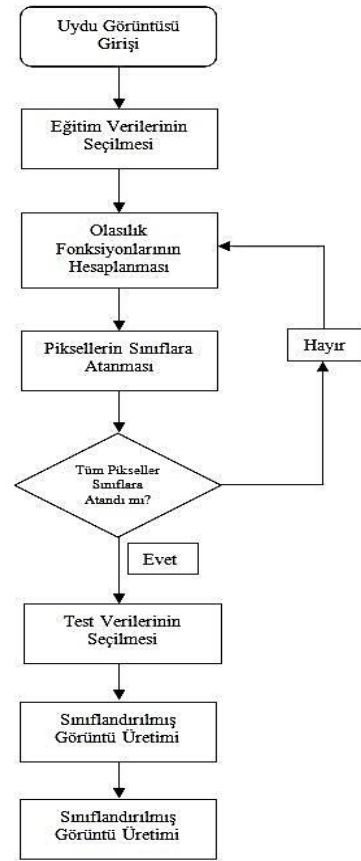 Uydu Görüntüsü
Girişi
Eğitim Verilerinin
Seçilmesi
Olasılık
Fonksiyonlarının
Hesaplanması
Piksellerin Sınıflara
Atanması
Hayır
Tüm Pikseller
Sınıflara
Atandı mı?
Evet
Test Verilerinin
Seçilmesi
Sınıflandırılmış
Görüntü Üretimi
Sınıflandırılmış
Görüntü Üretimi